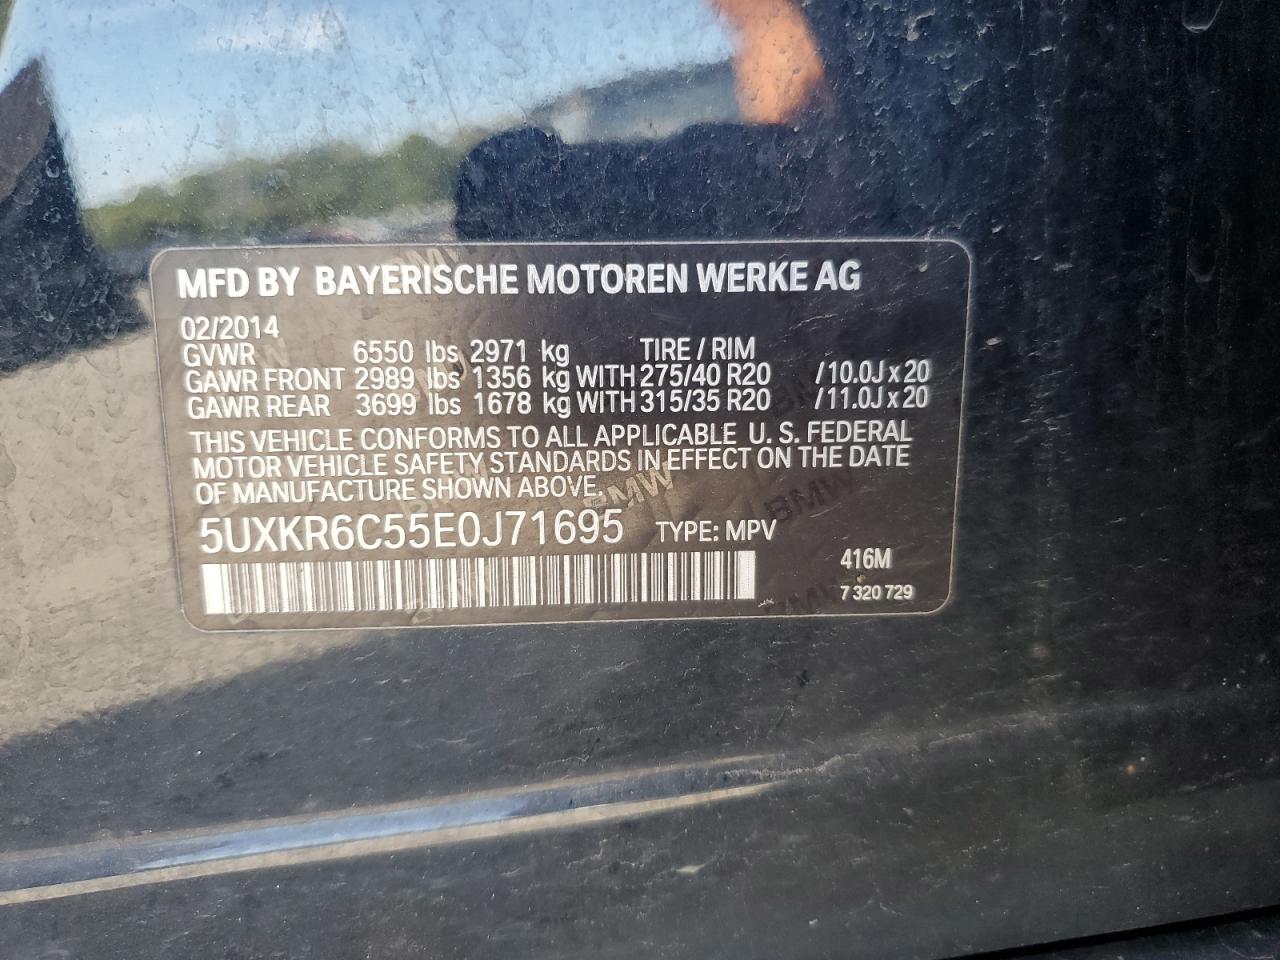 MFD BY BAYERISCHE MOTOREN WERKE AG
02/2014
GVWR 6550 lbs 2971 kg TIRE / RIM
GAWR FRONT 2989 lbs 1356 kg WITH 275/40 R20 /10.0J x 20
GAWR REAR 3699 lbs 1678 kg WITH 315/35 R20 /11.0J x 20
THIS VEHICLE CONFORMS TO ALL APPLICABLE U. S. FEDERAL
MOTOR VEHICLE SAFETY STANDARDS IN EFFECT ON THE DATE
OF MANUFACTURE SHOWN ABOVE.
5UXKR6C55E0J71695 TYPE: MPV
416M
7 320 729
BMW
BMW
BMW